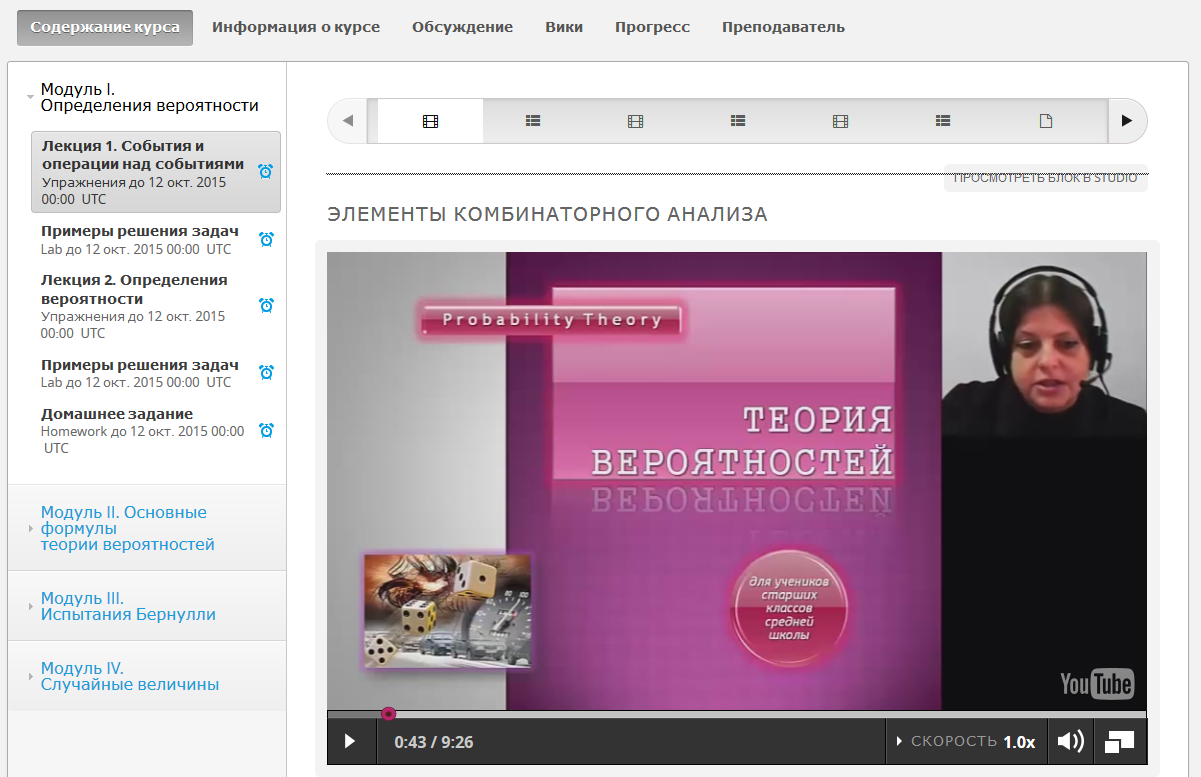 Содержание курса Информация о курсе Обсуждение Вики Прогресс Преподаватель
Модуль I.
Определения вероятности
Лекция 1. События и
операции над событиями
Упражнения до 12 окт. 2015
00:00 UTC
Примеры решения задач
Lab до 12 окт. 2015 00:00 UTC
Лекция 2. Определения
вероятности
Упражнения до 12 окт. 2015
00:00 UTC
Примеры решения задач
Lab до 12 окт. 2015 00:00 UTC
Домашнее задание
Homework до 12 окт. 2015 00:00
UTC
Модуль II. Основные
формулы
теории вероятностей
Модуль III.
Испытания Бернулли
Модуль IV.
Случайные величины
ПРОСМОТРЕТЬ БЛОК В STUDIO
ЭЛЕМЕНТЫ КОМБИНАТОРНОГО АНАЛИЗА
Probability Theory
ТЕОРИЯ
ВЕРОЯТНОСТЕЙ
для учеников
старших
классов
средней
школы
YouTube
0:43 / 9:26 СКОРОСТЬ 1.0x